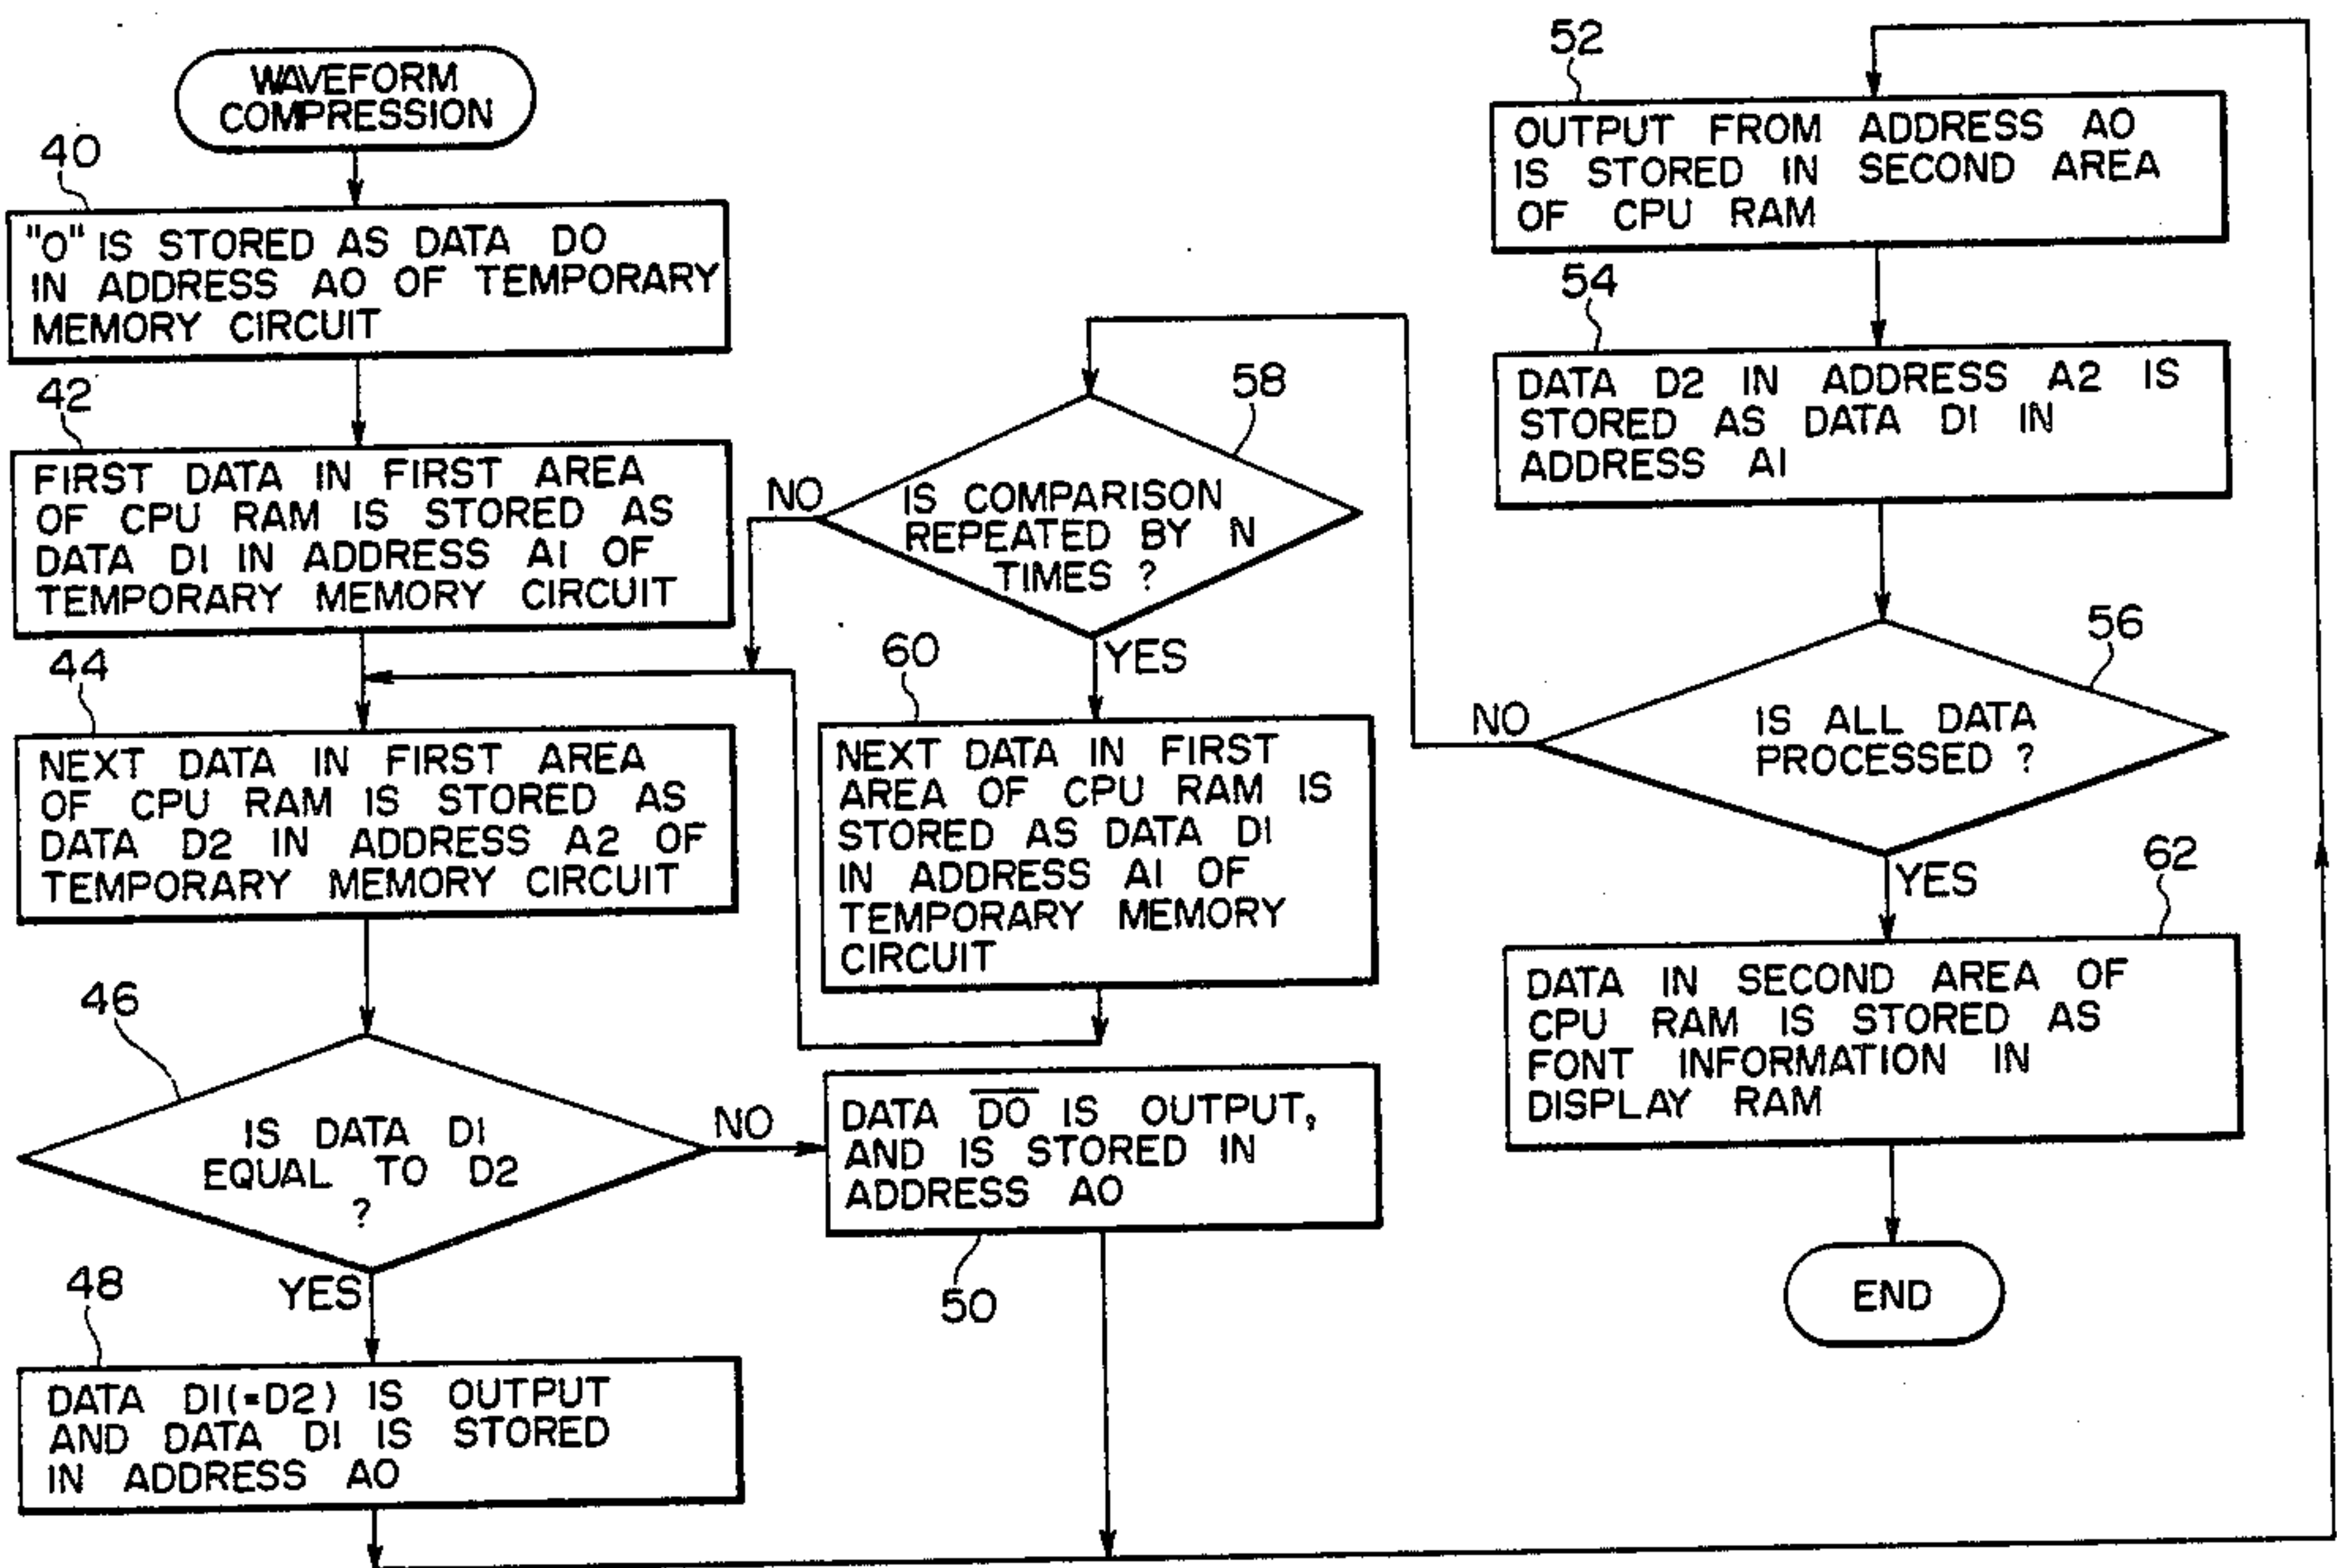 WAVEFORM
COMPRESSION
40
"0" IS STORED AS DATA D0
IN ADDRESS A0 OF TEMPORARY
MEMORY CIRCUIT
42
FIRST DATA IN FIRST AREA
OF CPU RAM IS STORED AS
DATA D1 IN ADDRESS A1 OF
TEMPORARY MEMORY CIRCUIT
44
NEXT DATA IN FIRST AREA
OF CPU RAM IS STORED AS
DATA D2 IN ADDRESS A2 OF
TEMPORARY MEMORY CIRCUIT
46
IS DATA D1
EQUAL TO D2
?
NO
YES
48
DATA D1(=D2) IS OUTPUT
AND DATA D1 IS STORED
IN ADDRESS A0
DATA D̅0̅ IS OUTPUT,
AND IS STORED IN
ADDRESS A0
50
52
OUTPUT FROM ADDRESS A0
IS STORED IN SECOND AREA
OF CPU RAM
54
DATA D2 IN ADDRESS A2 IS
STORED AS DATA D1 IN
ADDRESS A1
56
IS ALL DATA
PROCESSED ?
NO
YES
58
IS COMPARISON
REPEATED BY N
TIMES ?
NO
YES
60
NEXT DATA IN FIRST
AREA OF CPU RAM IS
STORED AS DATA D1
IN ADDRESS A1 OF
TEMPORARY MEMORY
CIRCUIT
62
DATA IN SECOND AREA OF
CPU RAM IS STORED AS
FONT INFORMATION IN
DISPLAY RAM
END